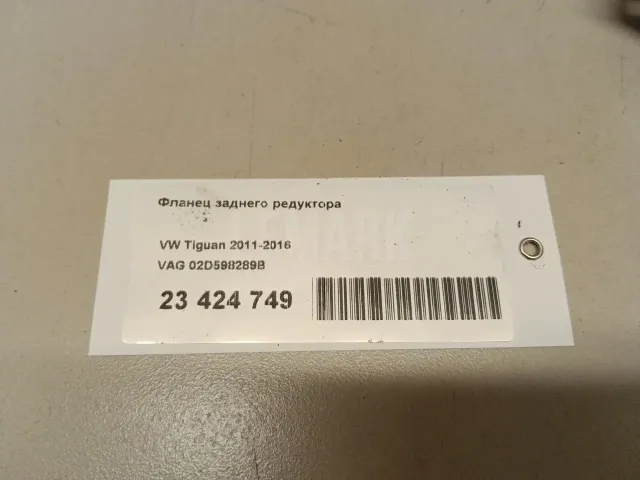 Фланец заднего редуктора
VW Tiguan 2011-2016
VAG 02D598289B
23 424 749